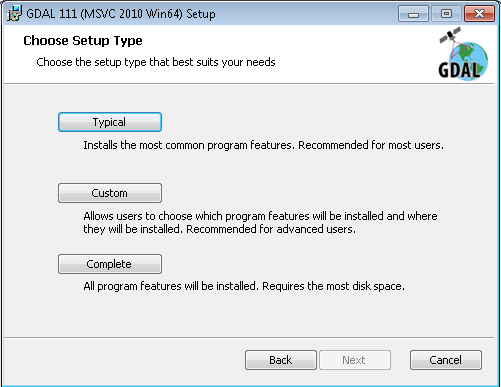 GDAL 111 (MSVC 2010 Win64) Setup
Choose Setup Type
Choose the setup type that best suits your needs
GDAL
Typical
Installs the most common program features. Recommended for most users.
Custom
Allows users to choose which program features will be installed and where
they will be installed. Recommended for advanced users.
Complete
All program features will be installed. Requires the most disk space.
Back
Next
Cancel